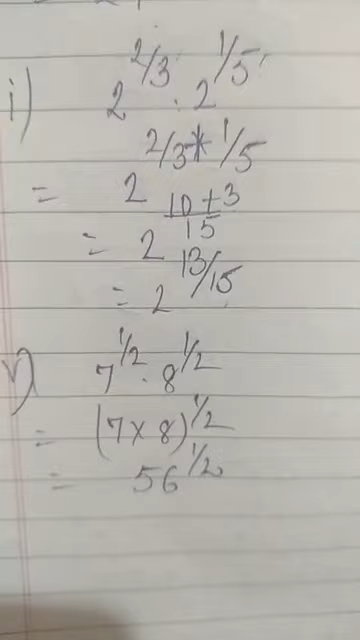 i) 2^2/3 . 2^1/5
= 2^2/3 * 1/5
= 2^(10+3)/15
= 2^13/15
v) 7^1/2 . 8^1/2
= (7 × 8)^1/2
= 56^1/2